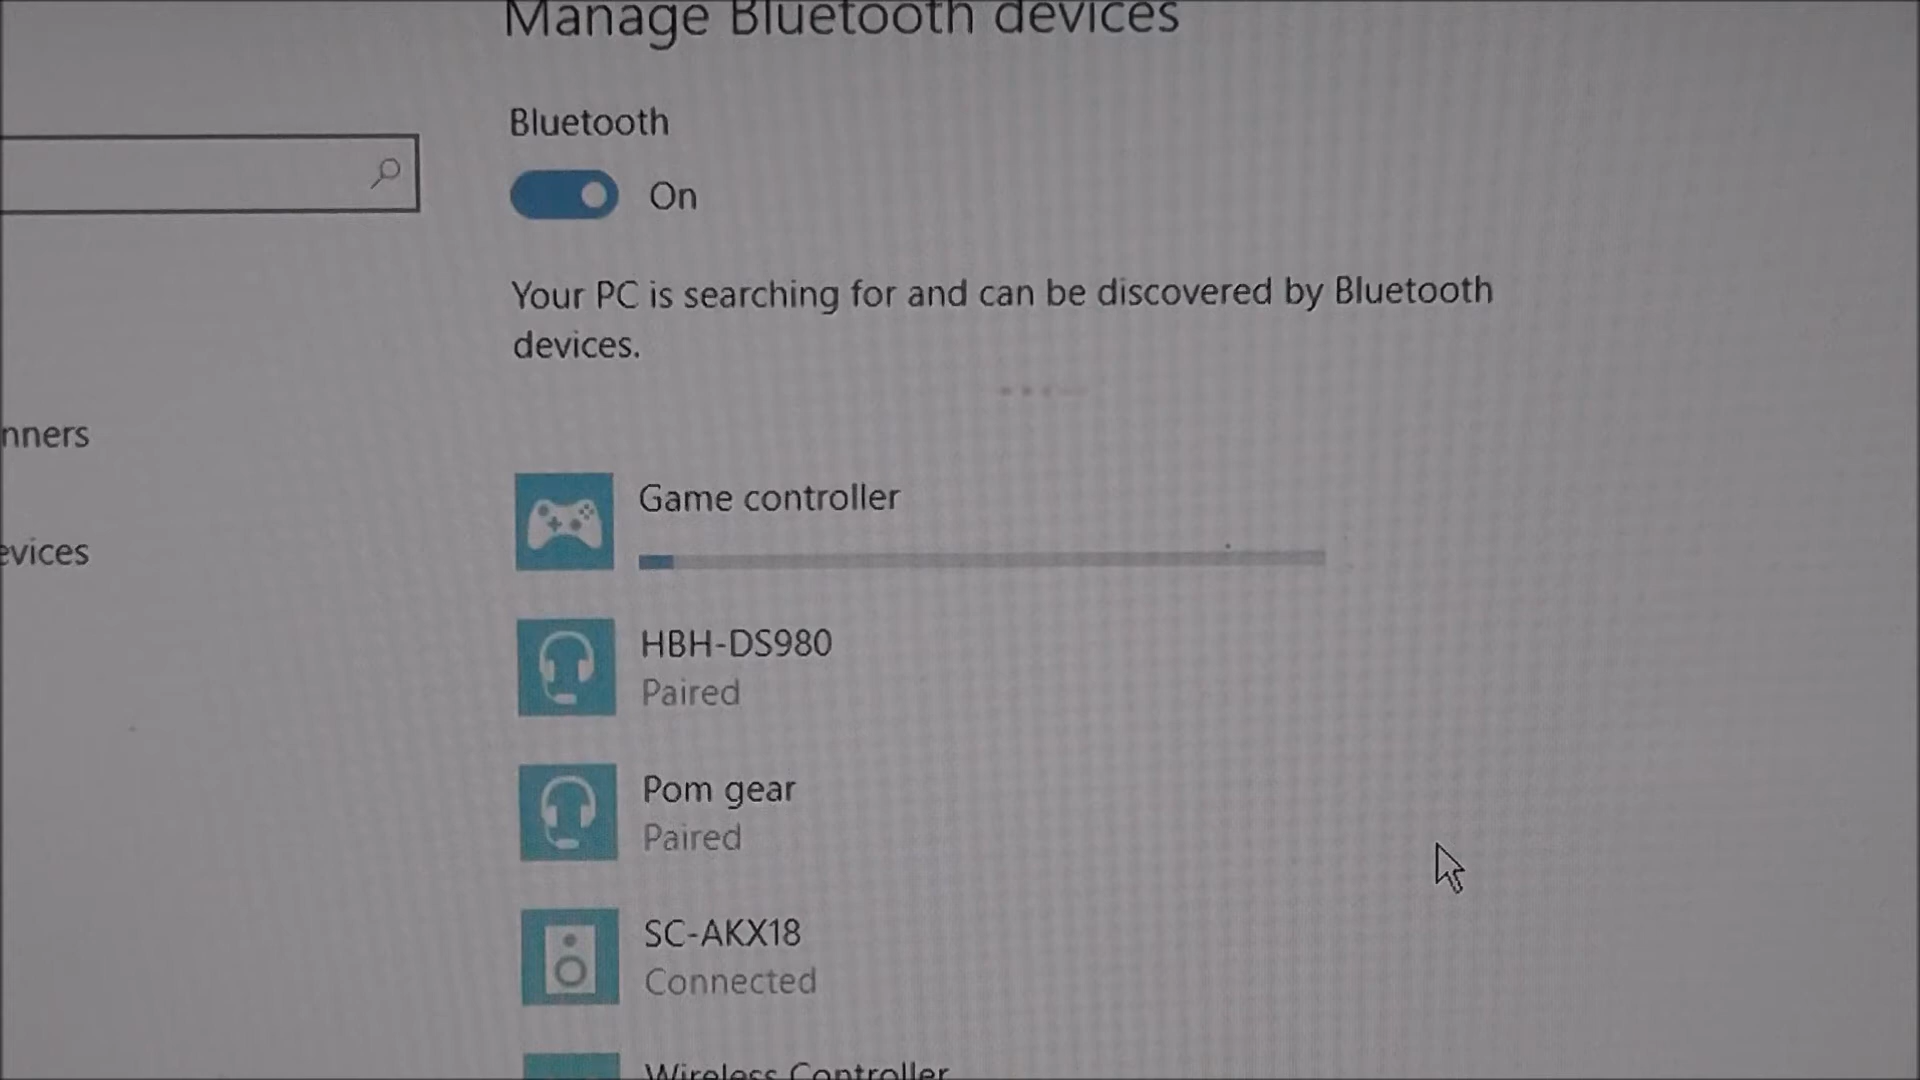 Manage Bluetooth devices
Bluetooth
On
Your PC is searching for and can be discovered by Bluetooth
devices.
nners
evices
Game controller
HBH-DS980
Paired
Pom gear
Paired
SC-AKX18
Connected
Wireless Controller